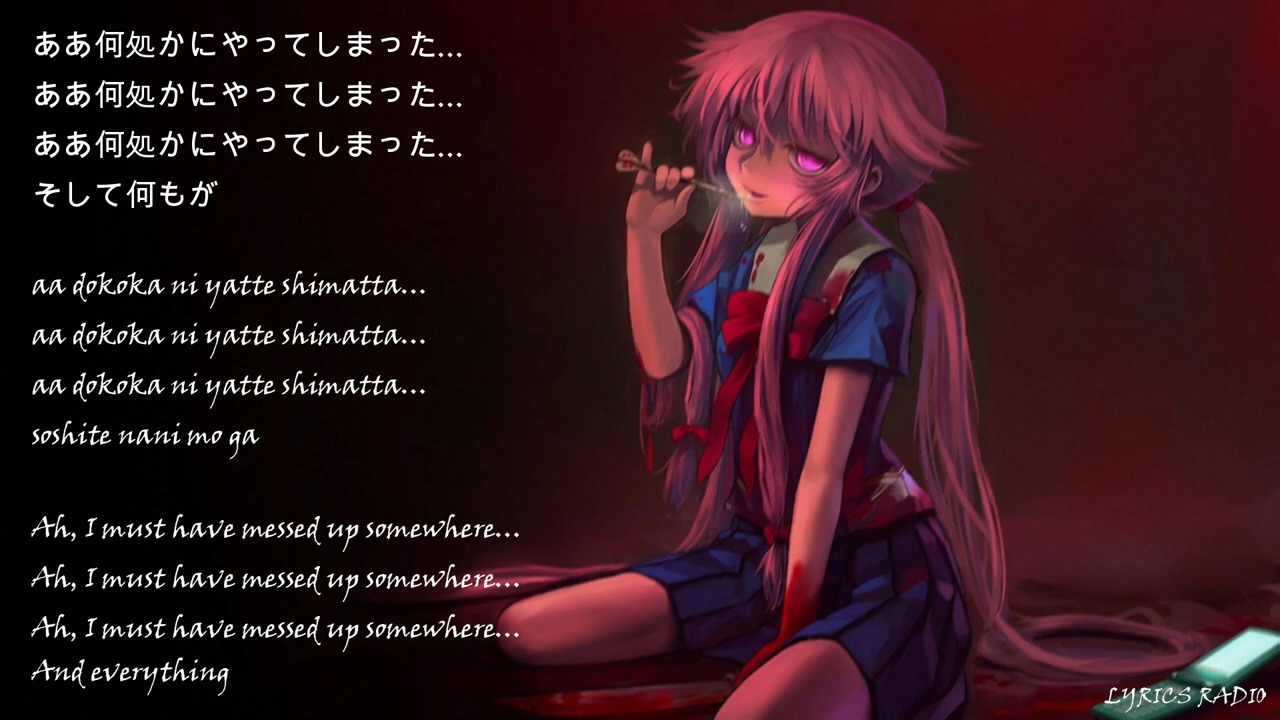 ああ何処かにやってしまった...
ああ何処かにやってしまった...
ああ何処かにやってしまった...
そして何もが
aa dokoka ni yatte shimatta...
aa dokoka ni yatte shimatta...
aa dokoka ni yatte shimatta...
soshite nani mo ga
Ah, I must have messed up somewhere...
Ah, I must have messed up somewhere...
Ah, I must have messed up somewhere...
And everything
LYRICS RADIO